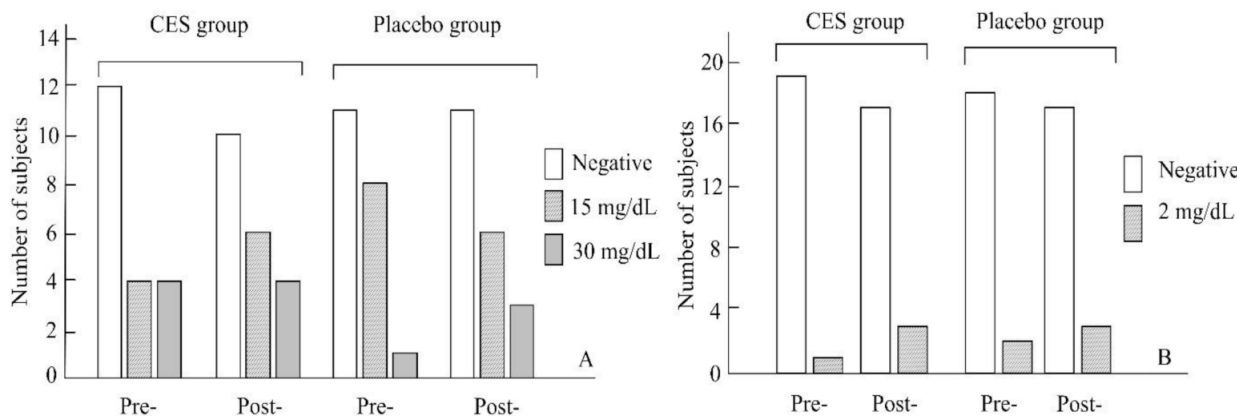 CES group
Placebo group
14
12
10
8
6
4
2
0
Number of subjects
Negative
15 mg/dL
30 mg/dL
A
Pre-
Post-
Pre-
Post-
CES group
Placebo group
20
16
12
8
4
0
Number of subjects
Negative
2 mg/dL
B
Pre-
Post-
Pre-
Post-